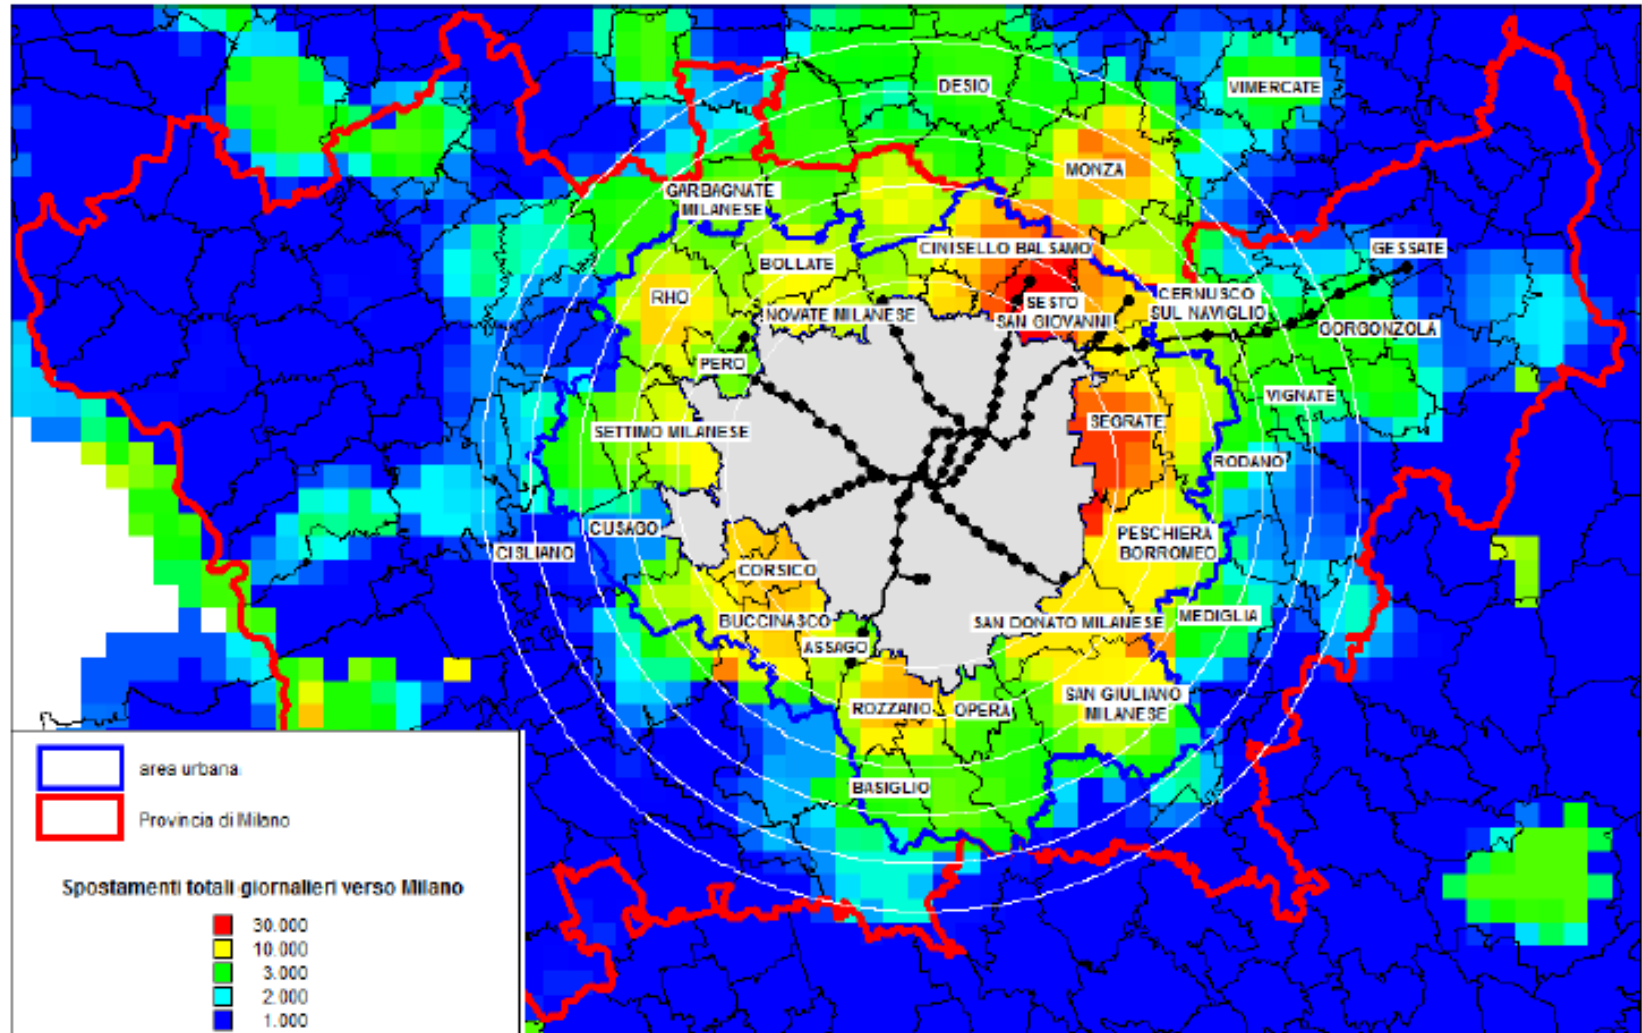 DESIO
VIMERCATE
MONZA
GARBAGNATE
MILANESE
CINISELLO BALSAMO
GESSATE
BOLLATE
RHO
CERNUSCO
SUL NAVIGLIO
SESTO
SAN GIOVANNI
NOVATE MILANESE
GORGONZOLA
PERO
VIGNATE
SEGRATE
SETTIMO MILANESE
RODANO
CUSAGO
PESCHIERA
BORROMEO
CISLIANO
CORSICO
BUCCINASCO
SAN DONATO MILANESE
MEDIGLIA
ASSAGO
SAN GIULIANO
MILANESE
ROZZANO
OPERA
BASIGLIO
area urbana
Provincia di Milano
Spostamenti totali giornalieri verso Milano
30.000
10.000
3.000
2.000
1.000